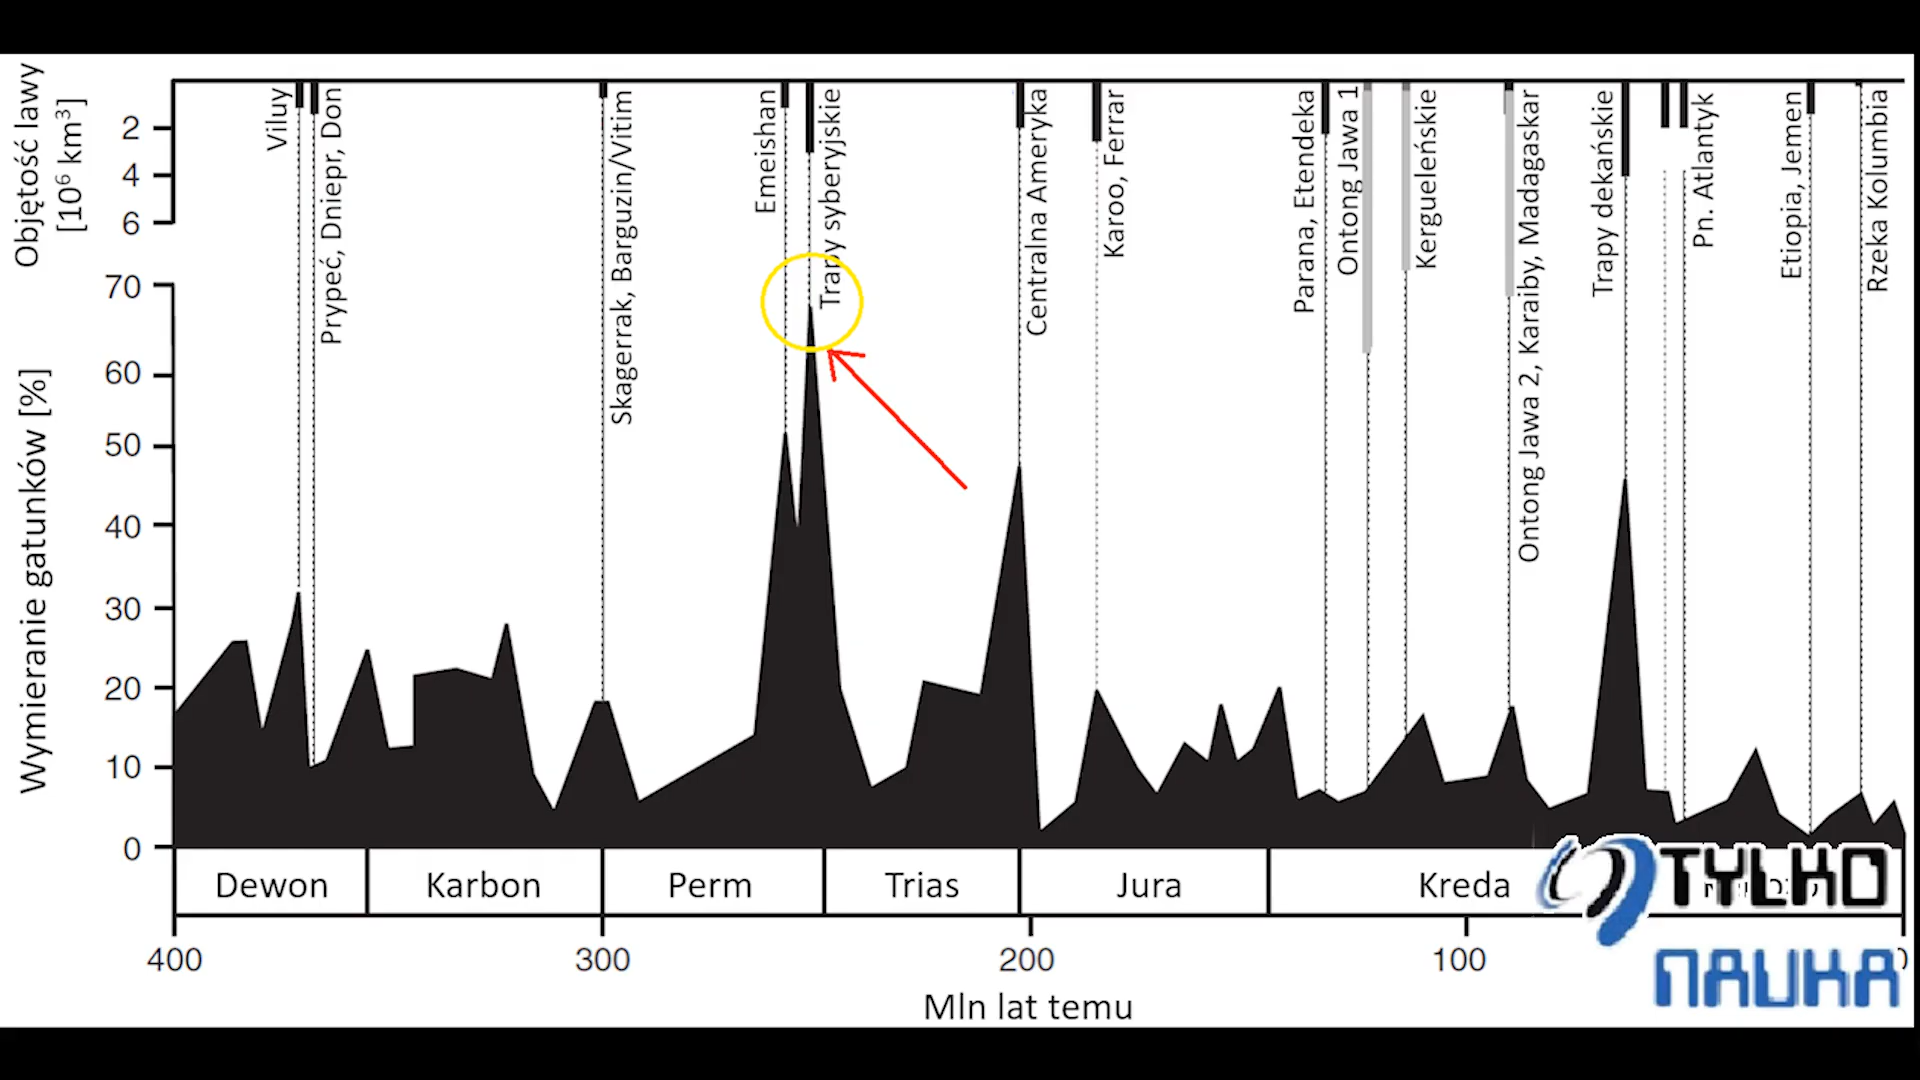 Objętość lawy
[10⁶ km³]
2
4
6
Viluy
Prypeć, Dniepr, Don
Skagerrak, Barguzin/Vitim
Emeishan
Trapy syberyjskie
Centralna Ameryka
Karoo, Ferrar
Parana, Etendeka
Ontong Jawa 1
Kergueleńskie
Ontong Jawa 2, Karaiby, Madagaskar
Trapy dekańskie
Pn. Atlantyk
Etiopia, Jemen
Rzeka Kolumbia
Wymieranie gatunków [%]
70
60
50
40
30
20
10
0
Dewon
Karbon
Perm
Trias
Jura
Kreda
400
300
200
100
0
Mln lat temu
TYLKO
NAUKA